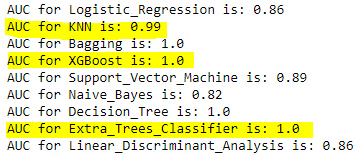 AUC for Logistic_Regression is: 0.86
AUC for KNN is: 0.99
AUC for Bagging is: 1.0
AUC for XGBoost is: 1.0
AUC for Support_Vector_Machine is: 0.89
AUC for Naive_Bayes is: 0.82
AUC for Decision_Tree is: 1.0
AUC for Extra_Trees_Classifier is: 1.0
AUC for Linear_Discriminant_Analysis is: 0.86